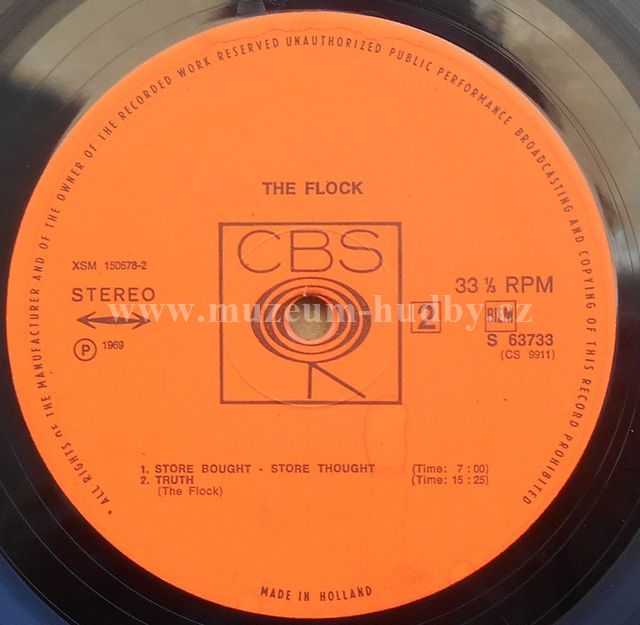 * ALL RIGHTS OF THE MANUFACTURER AND OF THE OWNER OF THE RECORDED WORK RESERVED UNAUTHORIZED PUBLIC PERFORMANCE BROADCASTING AND COPYING OF THIS RECORD PROHIBITED
THE FLOCK
CBS
XSM 150678-2
STEREO
33 ⅓ RPM
www.muzeum-hudby.cz
2
BIEM
Ⓟ 1969
S 63733
(CS 9911)
1. STORE BOUGHT - STORE THOUGHT (Time: 7:00)
2. TRUTH (Time: 15:25)
(The Flock)
MADE IN HOLLAND